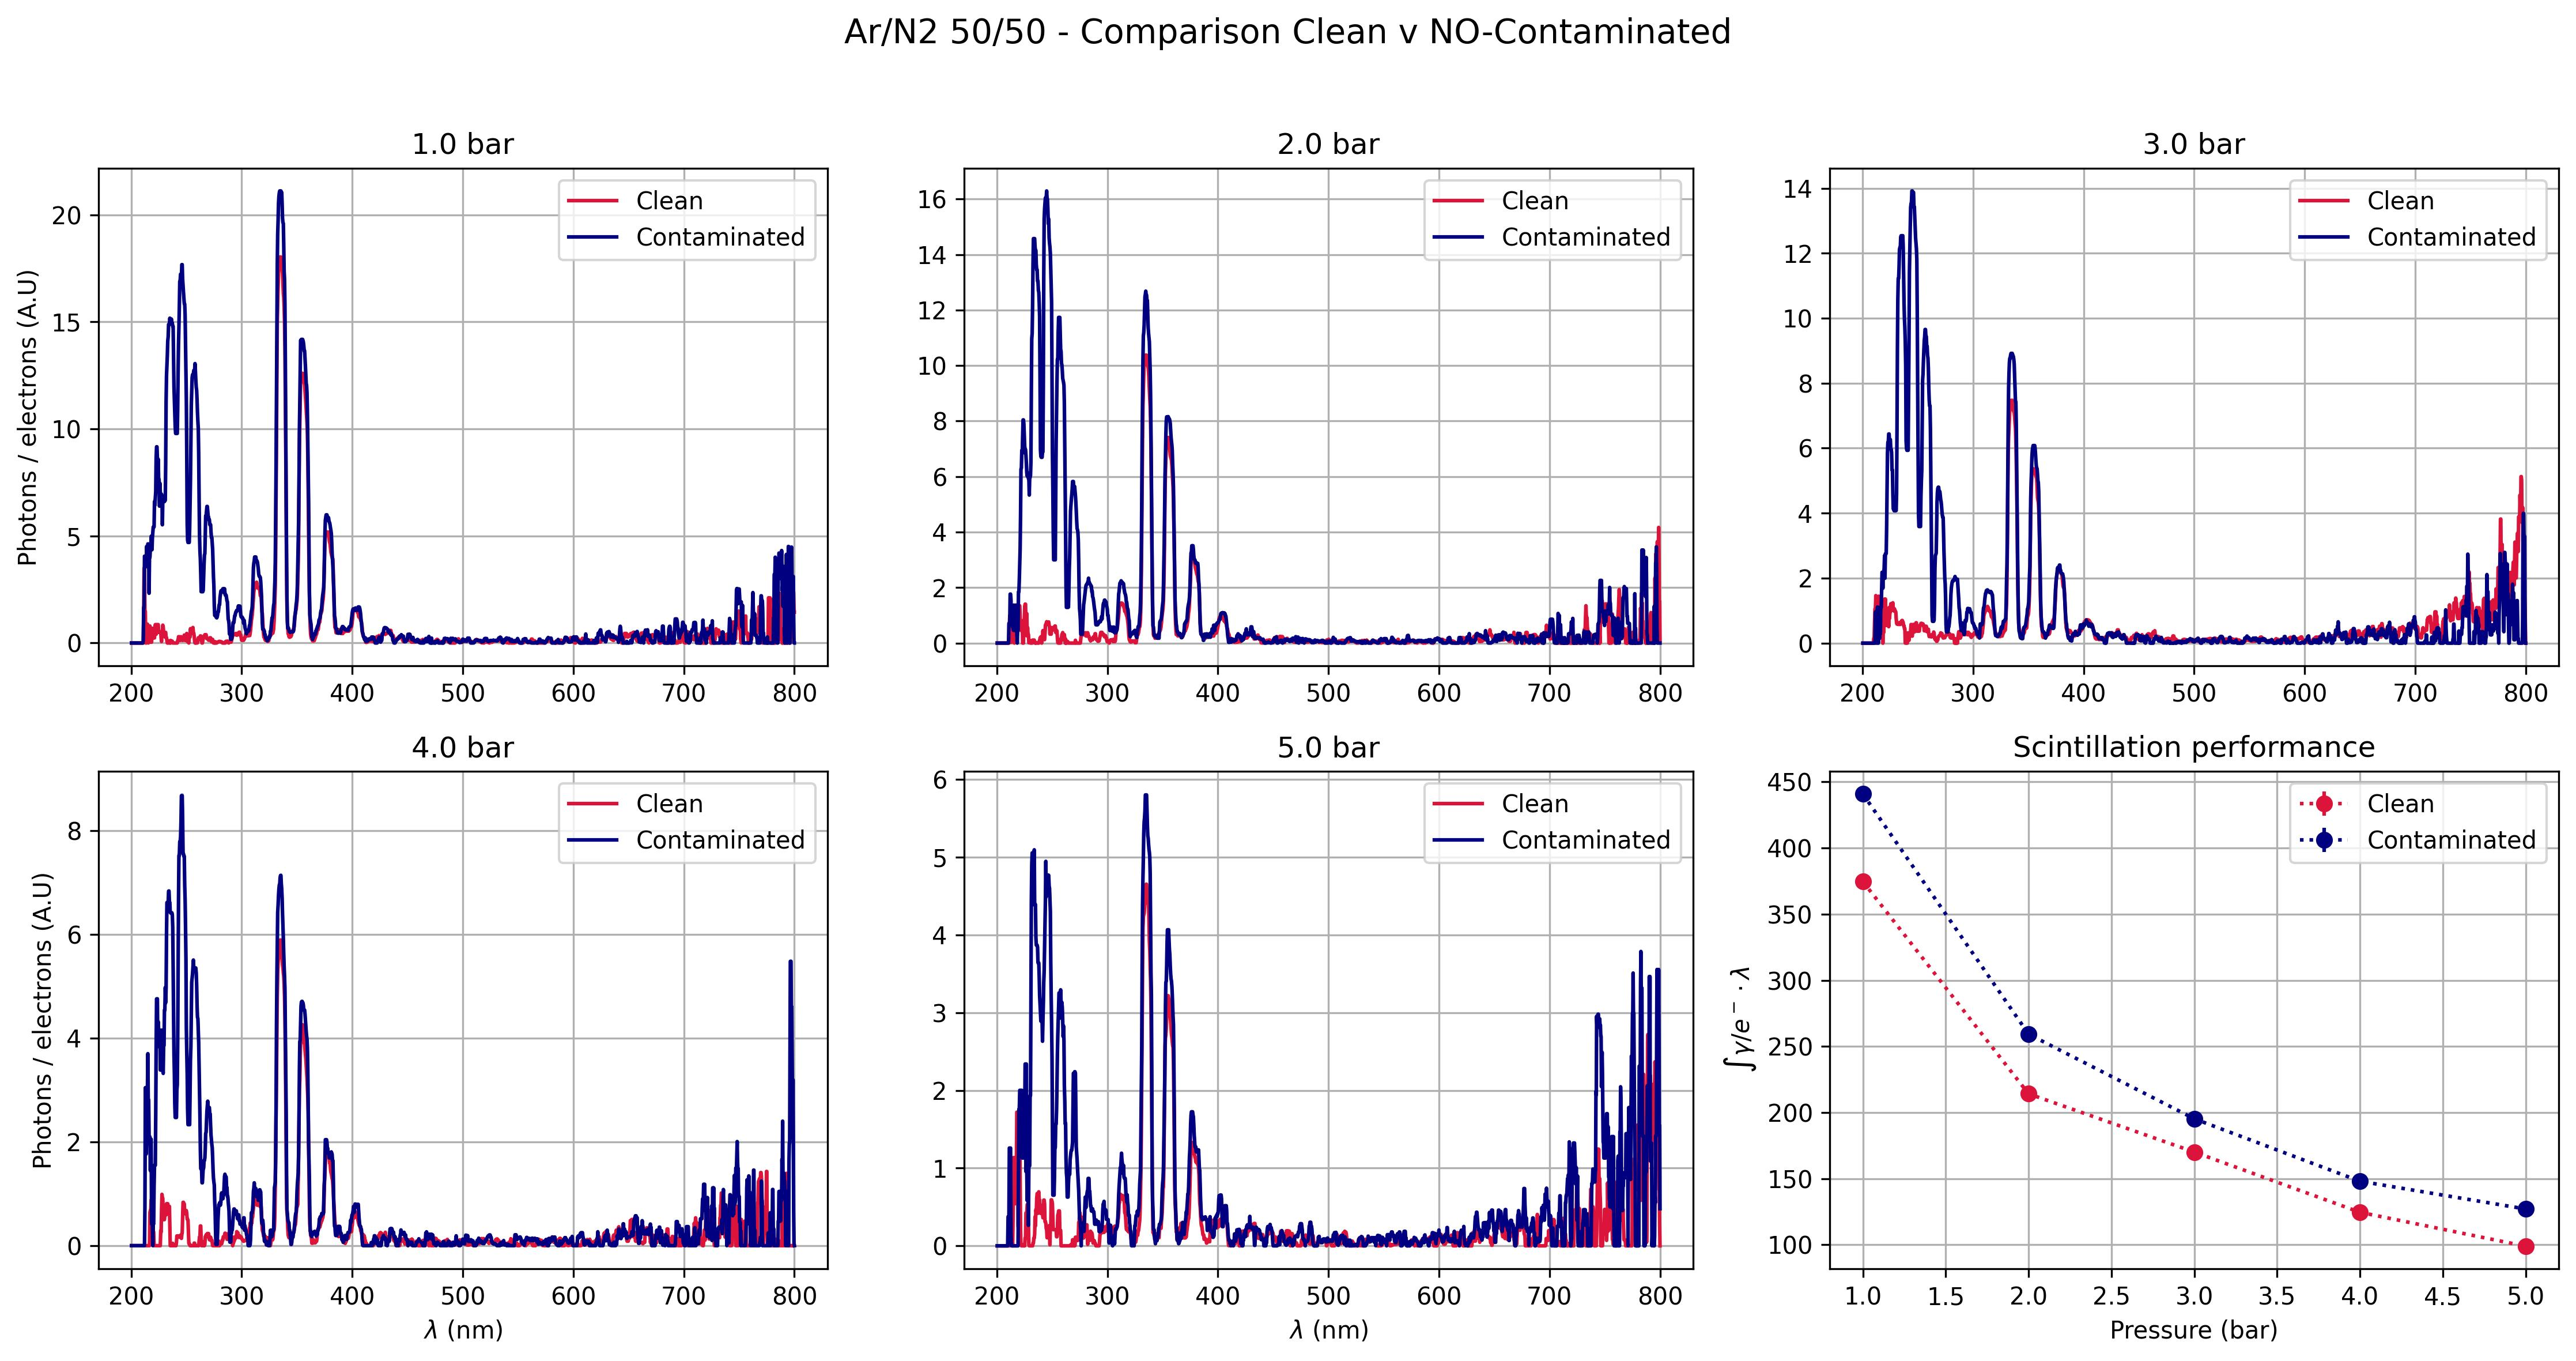 Ar/N2 50/50 - Comparison Clean v NO-Contaminated
1.0 bar
Photons / electrons (A.U)
20
15
10
5
0
200 300 400 500 600 700 800
Clean
Contaminated
2.0 bar
16
14
12
10
8
6
4
2
0
200 300 400 500 600 700 800
Clean
Contaminated
3.0 bar
14
12
10
8
6
4
2
0
200 300 400 500 600 700 800
Clean
Contaminated
4.0 bar
Photons / electrons (A.U)
8
6
4
2
0
200 300 400 500 600 700 800
λ (nm)
Clean
Contaminated
5.0 bar
6
5
4
3
2
1
0
200 300 400 500 600 700 800
λ (nm)
Clean
Contaminated
Scintillation performance
∫γ/e⁻ · λ
450
400
350
300
250
200
150
100
1.0 1.5 2.0 2.5 3.0 3.5 4.0 4.5 5.0
Pressure (bar)
Clean
Contaminated